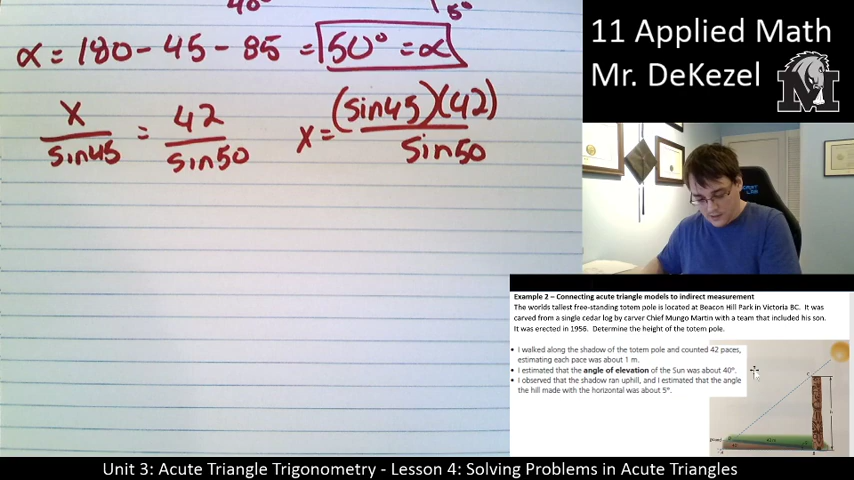 40°
5°
α = 180 - 45 - 85 = 50° = α
x / sin45 = 42 / sin50 x = (sin45)(42) / sin50
11 Applied Math
Mr. DeKezel
M
Example 2 – Connecting acute triangle models to indirect measurement
The worlds tallest free-standing totem pole is located at Beacon Hill Park in Victoria BC. It was
carved from a single cedar log by carver Chief Mungo Martin with a team that included his son.
It was erected in 1956. Determine the height of the totem pole.
• I walked along the shadow of the totem pole and counted 42 paces,
estimating each pace was about 1 m.
• I estimated that the angle of elevation of the Sun was about 40°.
• I observed that the shadow ran uphill, and I estimated that the angle
the hill made with the horizontal was about 5°.
Unit 3: Acute Triangle Trigonometry - Lesson 4: Solving Problems in Acute Triangles